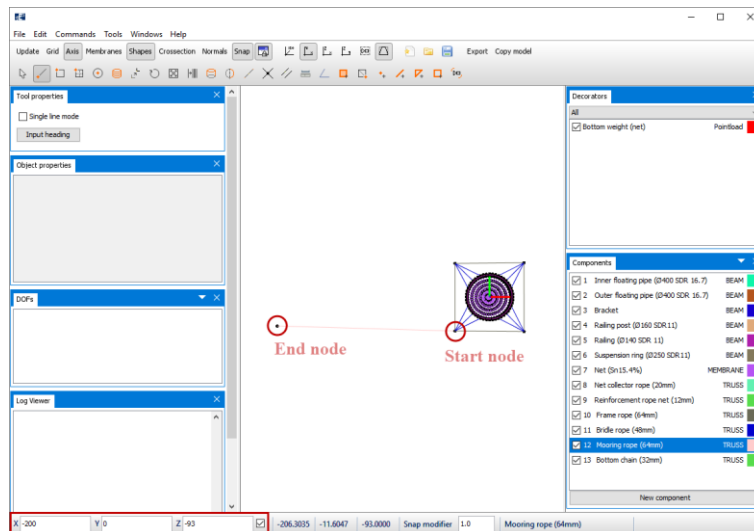 File Edit Commands Tools Windows Help
Update Grid Axis Membranes Shapes Crossection Normals Snap Export Copy model
Tool properties
Single line mode
Input heading
Object properties
DOFs
Log Viewer
End node
Start node
Decorators
All
Bottom weight (net) Pointload
Components
1 Inner floating pipe (Ø400 SDR 16.7) BEAM
2 Outer floating pipe (Ø400 SDR 16.7) BEAM
3 Bracket BEAM
4 Railing post (Ø160 SDR11) BEAM
5 Railing (Ø140 SDR 11) BEAM
6 Suspension ring (Ø250 SDR11) BEAM
7 Net (Sn15.4%) MEMBRANE
8 Net collector rope (20mm) TRUSS
9 Reinforcement rope net (12mm) TRUSS
10 Frame rope (64mm) TRUSS
11 Bridle rope (48mm) TRUSS
12 Mooring rope (64mm) TRUSS
13 Bottom chain (32mm) TRUSS
New component
X -200 Y 0 Z -93 -206.3035 -11.6047 -93.0000 Snap modifier 1.0 Mooring rope (64mm)